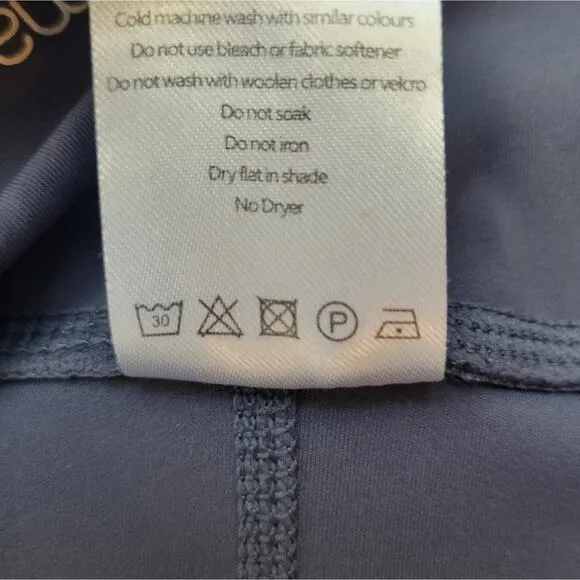 Cold machine wash with similar colours
Do not use bleach or fabric softener
Do not wash with woolen clothes or velcro
Do not soak
Do not iron
Dry flat in shade
No Dryer
30
P